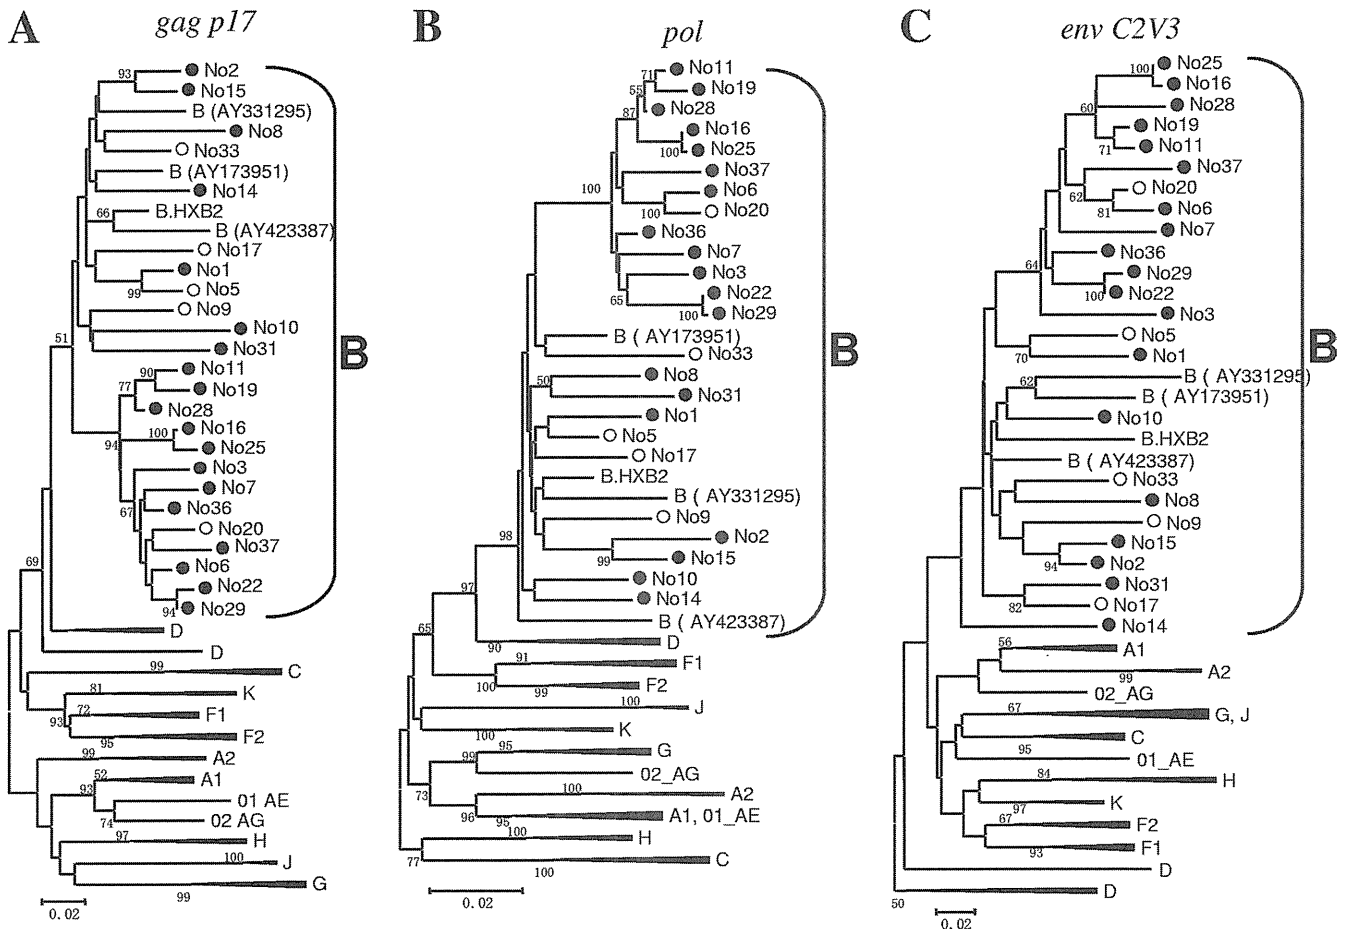 A
gag p17
93
No2
No15
B (AY331295)
No8
No33
B (AY173951)
No14
66
B.HXB2
B (AY423387)
No17
No1
99
No5
No9
No10
51
No31
B
90
No11
77
No19
No28
100
No16
94
No25
No3
No7
67
No36
No20
No37
No6
69
No22
94
No29
D
D
99
C
81
K
72
F1
93
95
F2
99
A2
52
A1
93
01 AE
74
02 AG
97
H
100
J
99
G
0.02
B
pol
71
No11
55
No19
No28
87
No16
100
No25
No37
100
No6
100
No20
No36
No7
No3
65
No22
100
No29
B ( AY173951)
No33
B
50
No8
No31
No1
No5
No17
B.HXB2
B ( AY331295)
No9
98
No2
99
No15
97
No10
No14
B ( AY423387)
65
D
90
91
F1
100
99
F2
100
J
100
K
95
99
G
02_AG
73
100
A2
96
95
A1, 01_AE
100
H
77
100
C
0.02
C
env C2V3
100
No25
No16
60
No28
No19
71
No11
No37
62
No20
81
No6
No7
64
No36
No29
100
No22
No3
No5
70
No1
B
62
B ( AY331295)
B ( AY173951)
No10
B.HXB2
B ( AY423387)
No33
No8
No9
No15
94
No2
No31
82
No17
No14
56
A1
99
A2
02_AG
67
G, J
C
95
01_AE
84
H
97
K
67
F2
93
F1
D
50
D
0.02